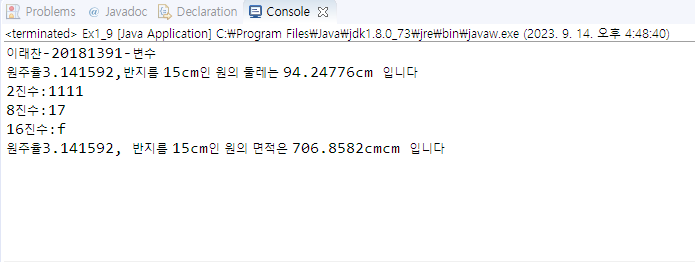 Problems @ Javadoc Declaration Console
<terminated> Ex1_9 [Java Application] C:₩Program Files₩Java₩jdk1.8.0_73₩jre₩bin₩javaw.exe (2023. 9. 14. 오후 4:48:40)
이래찬-20181391-변수
원주율3.141592,반지름 15cm인 원의 둘레는 94.24776cm 입니다
2진수:1111
8진수:17
16진수:f
원주율3.141592, 반지름 15cm인 원의 면적은 706.8582cmcm 입니다